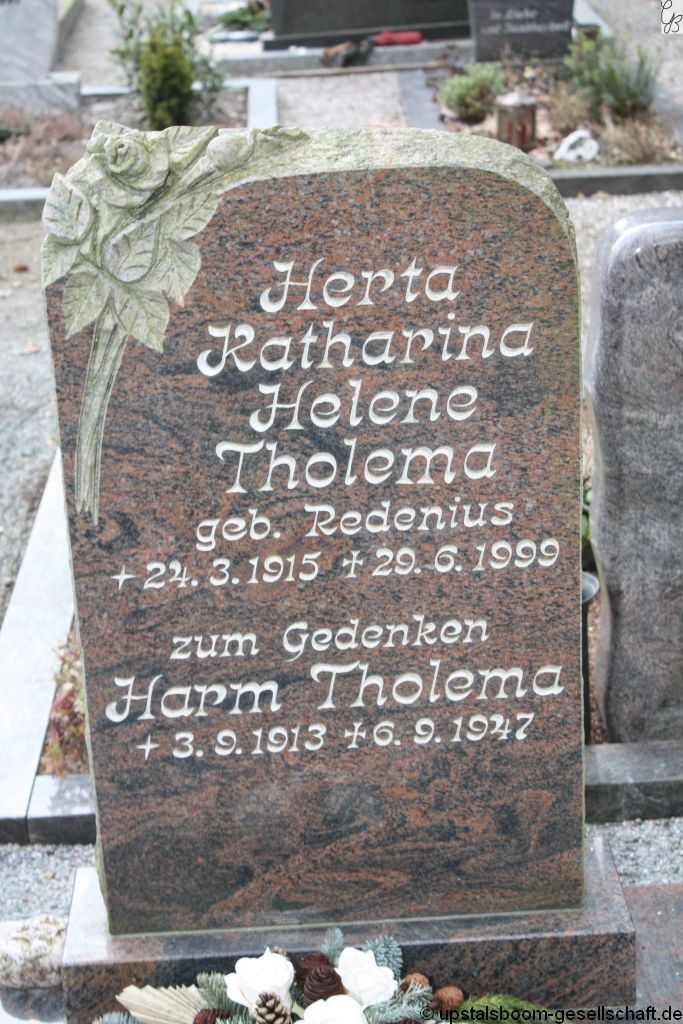 GB
Herta
Katharina
Helene
Tholema
geb. Redenius
+24.3.1915 ✝29.6.1999
zum Gedenken
Harm Tholema
+3.9.1913 ✝6.9.1947
© upstalsboom-gesellschaft.de